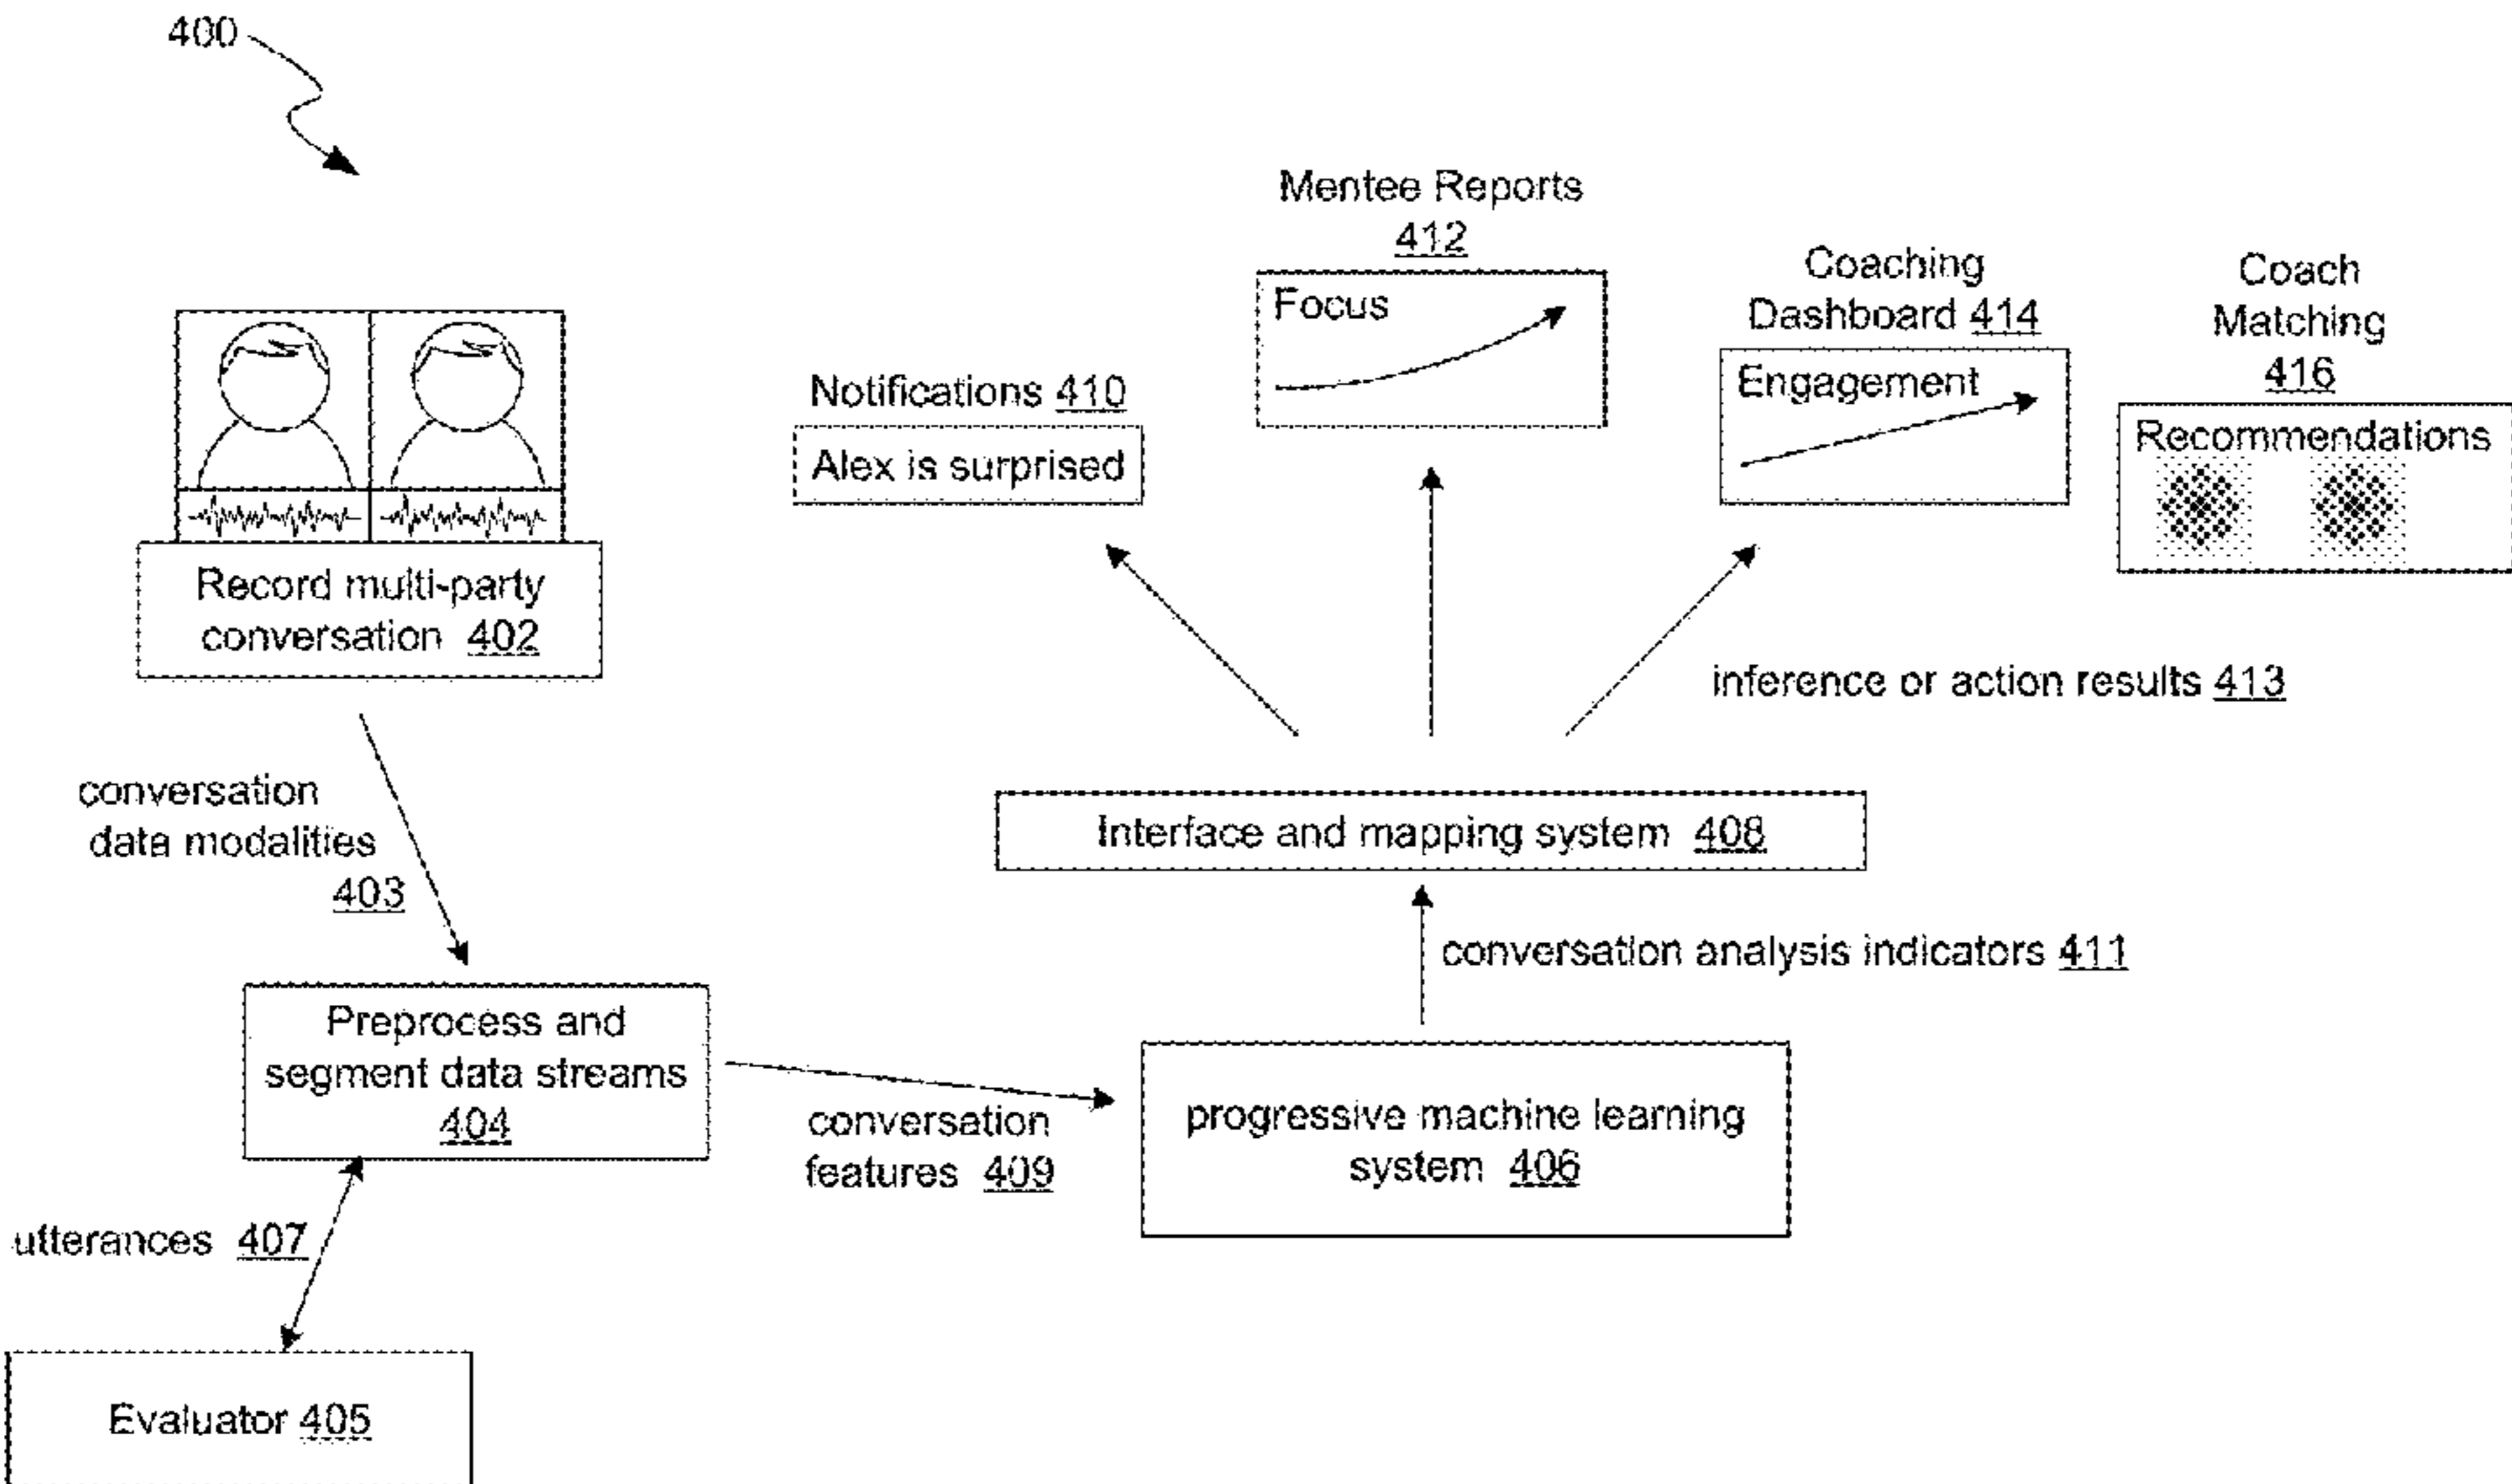 400
Mentee Reports
412
Focus
Coaching
Dashboard 414
Engagement
Coach
Matching
416
Recommendations
Notifications 410
Alex is surprised
Record multi-party
conversation 402
inference or action results 413
conversation
data modalities
403
Interface and mapping system 408
conversation analysis indicators 411
Preprocess and
segment data streams
404
conversation
features 409
progressive machine learning
system 406
utterances 407
Evaluator 405